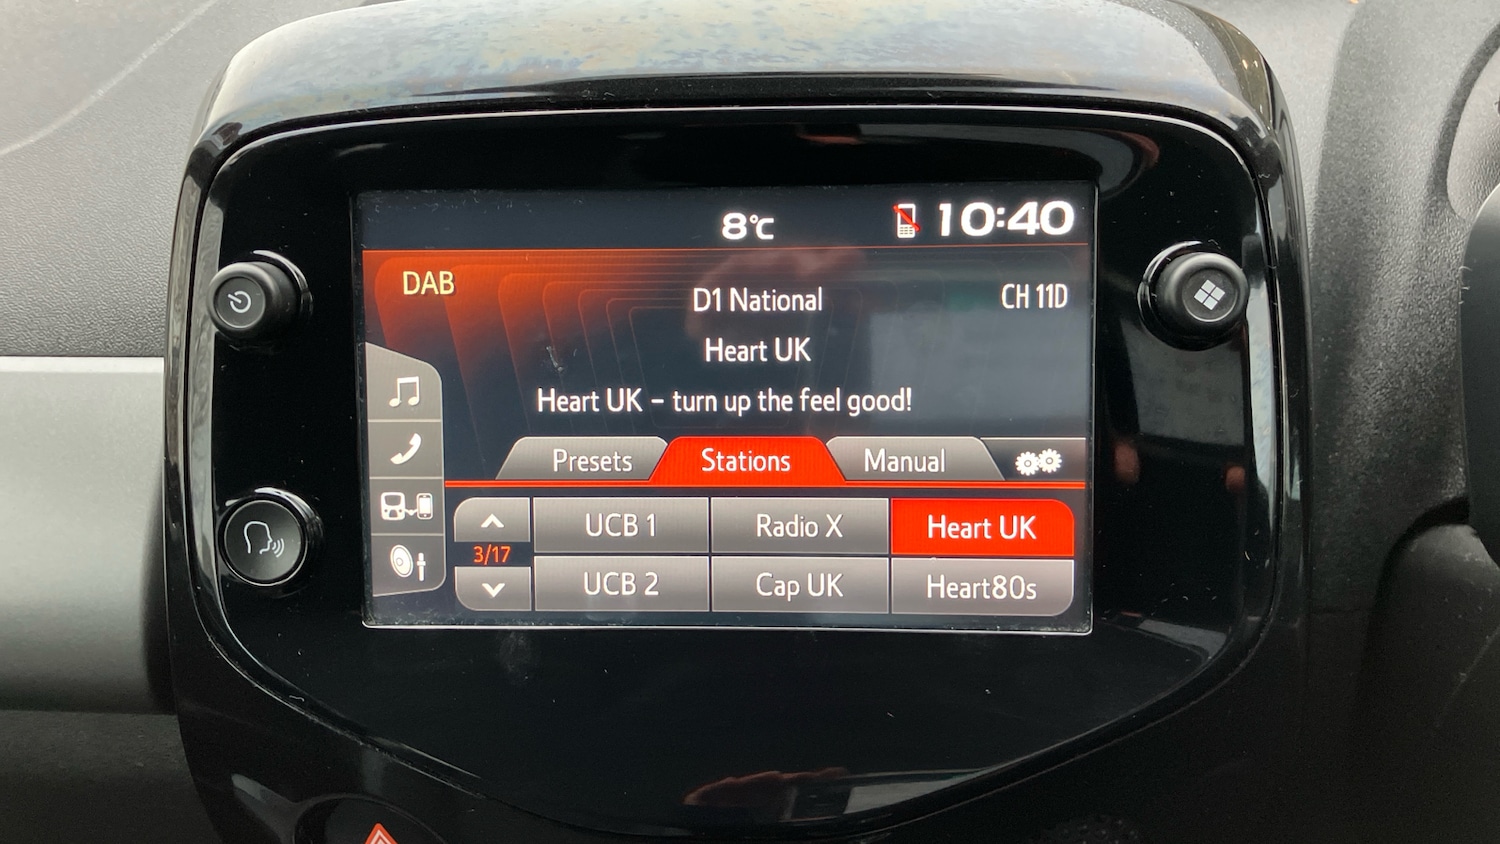 8°C
10:40
DAB
D1 National
CH 11D
Heart UK
Heart UK – turn up the feel good!
Presets Stations Manual
UCB 1 Radio X Heart UK
3/17
UCB 2 Cap UK Heart80s